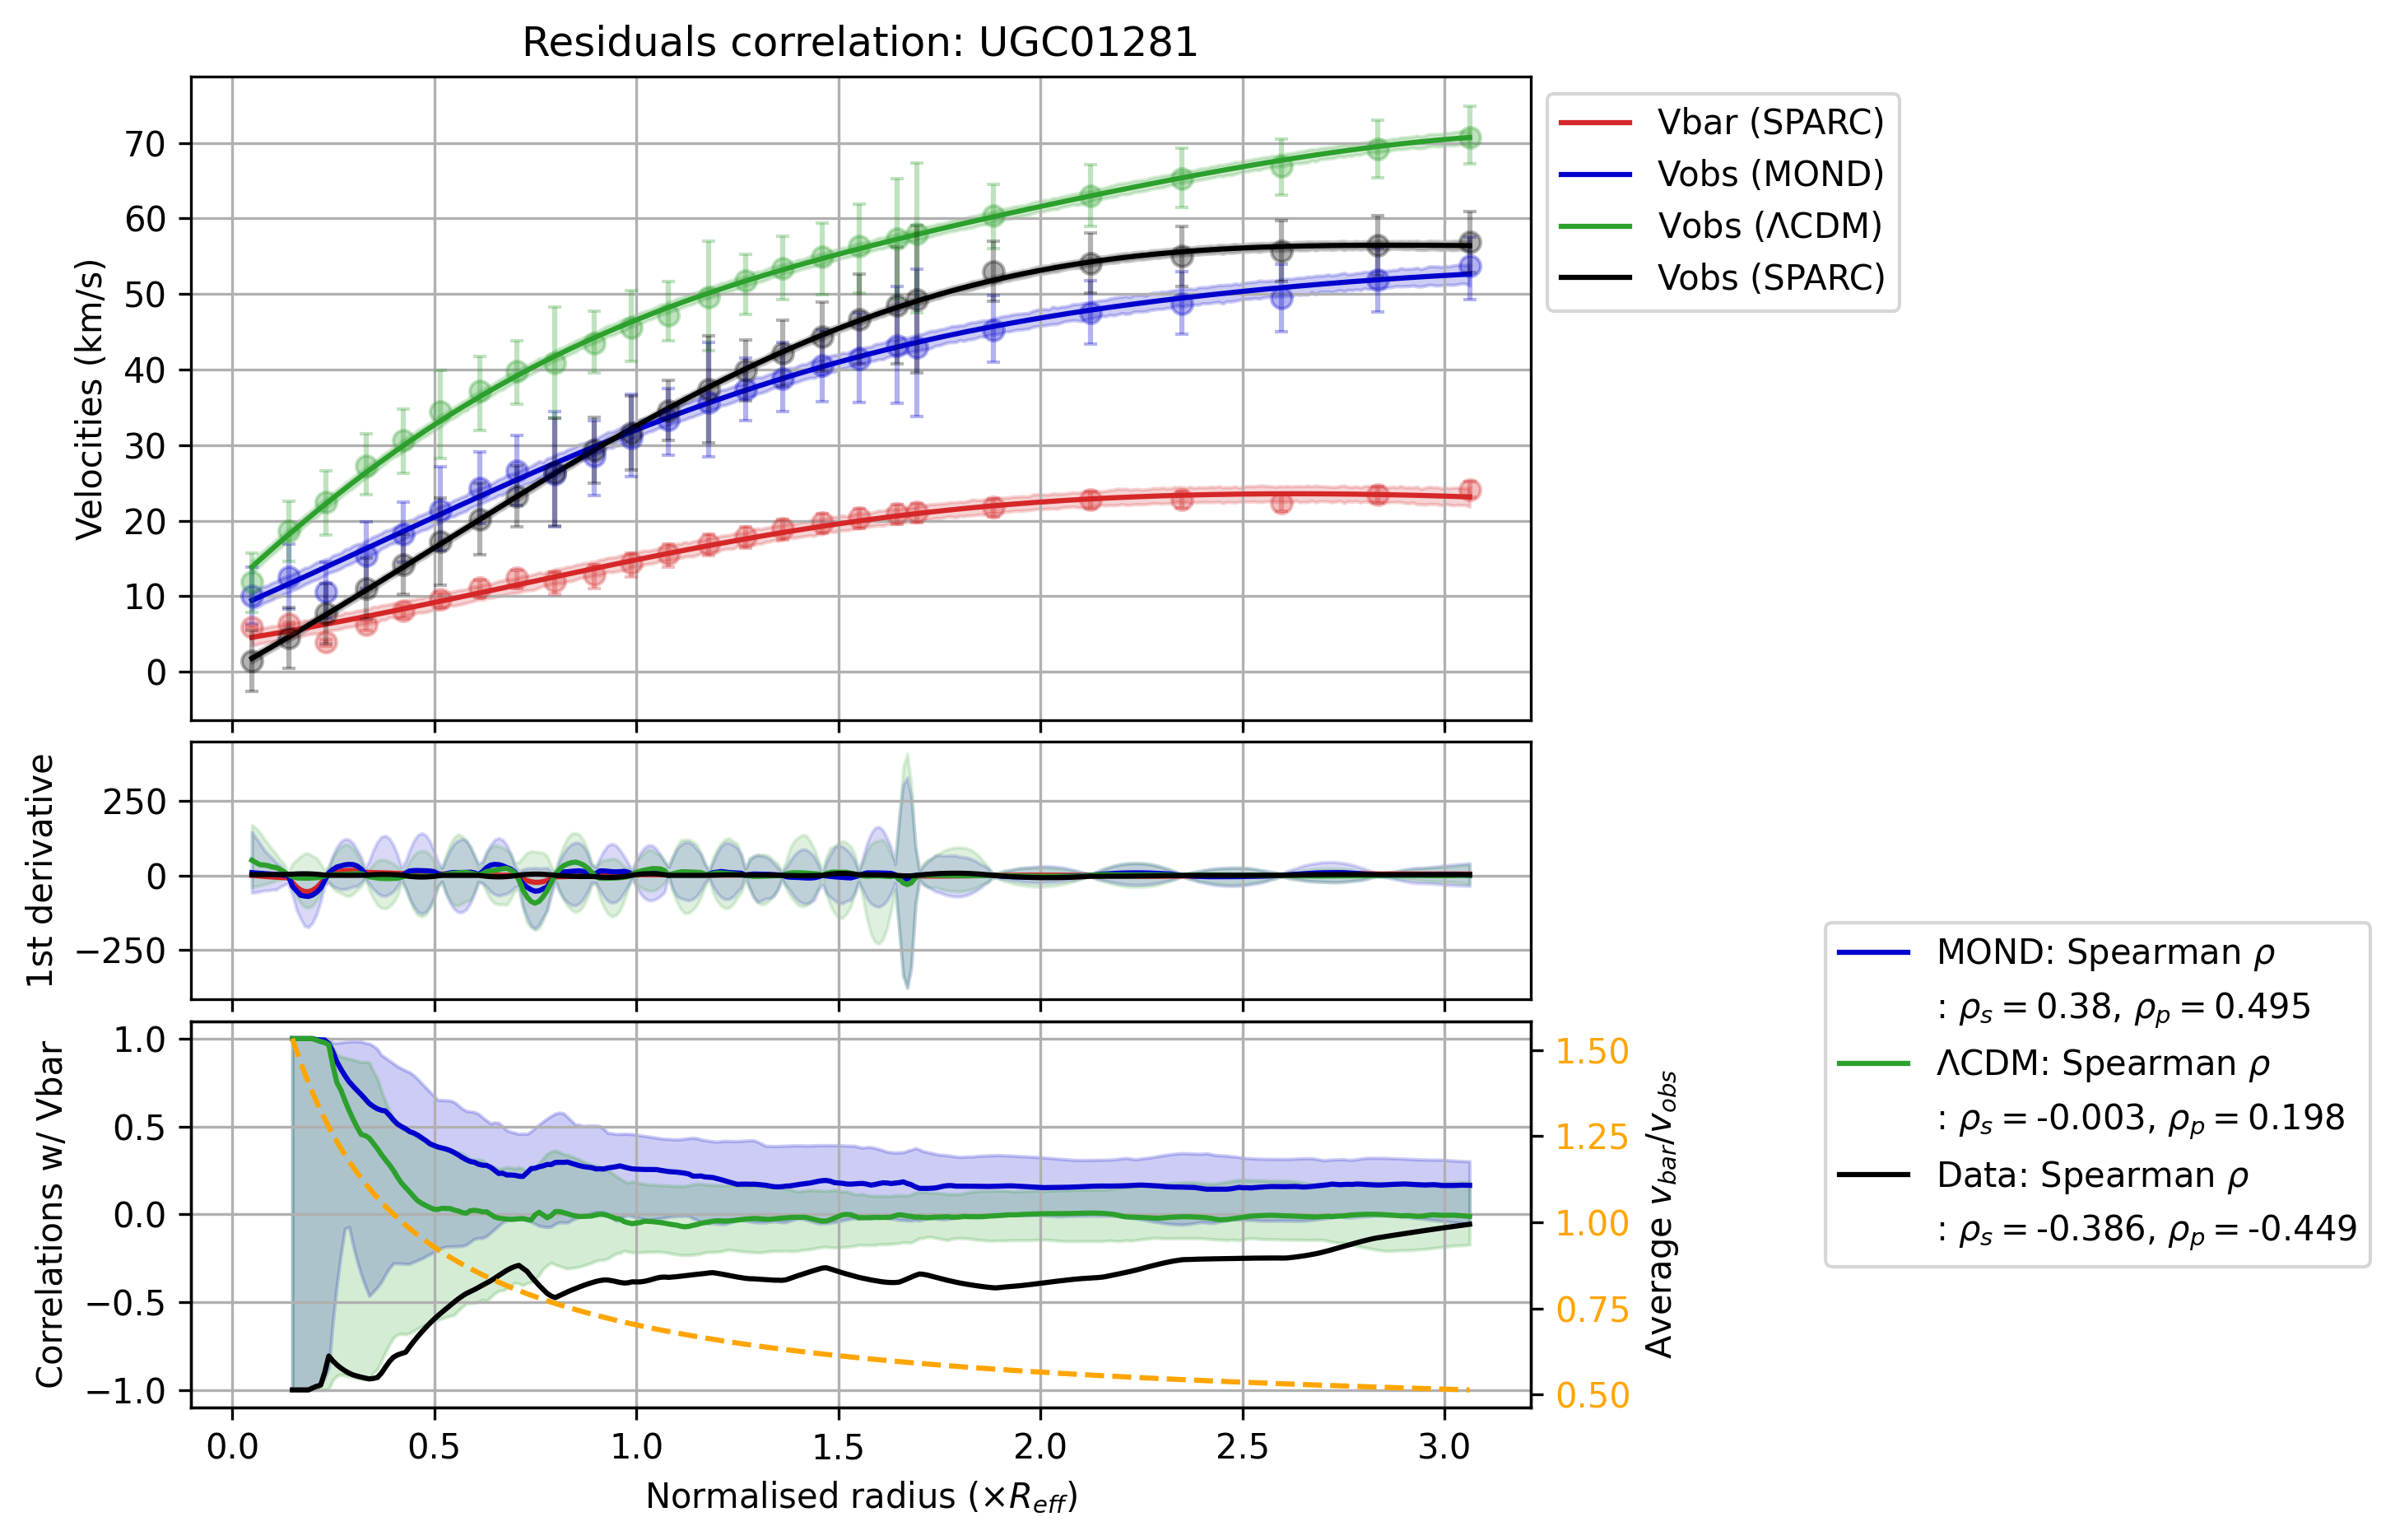 Residuals correlation: UGC01281
Velocities (km/s)
70
60
50
40
30
20
10
0
Vbar (SPARC)
Vobs (MOND)
Vobs (ΛCDM)
Vobs (SPARC)
1st derivative
250
0
−250
Correlations w/ Vbar
1.0
0.5
0.0
−0.5
−1.0
1.50
1.25
1.00
0.75
0.50
Average v_bar/v_obs
MOND: Spearman ρ
: ρ_s = 0.38, ρ_p = 0.495
ΛCDM: Spearman ρ
: ρ_s = -0.003, ρ_p = 0.198
Data: Spearman ρ
: ρ_s = -0.386, ρ_p = -0.449
0.0 0.5 1.0 1.5 2.0 2.5 3.0
Normalised radius (×R_eff)